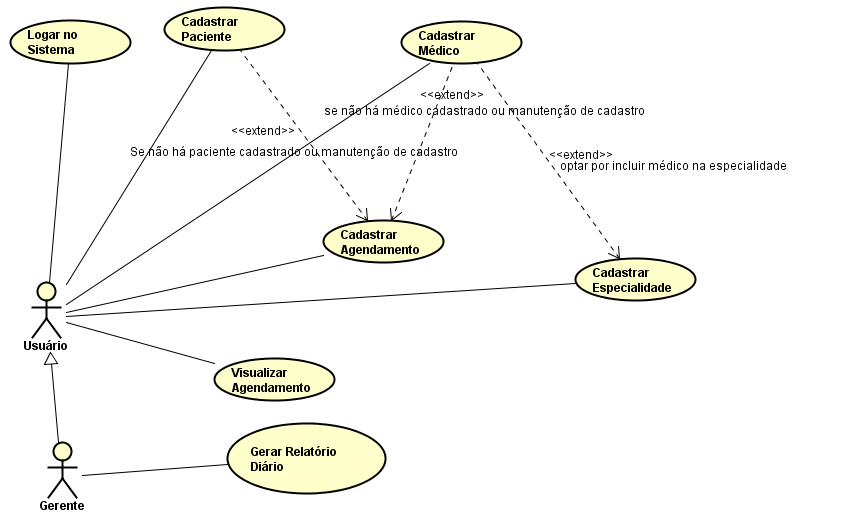 Logar no
Sistema
Cadastrar
Paciente
Cadastrar
Médico
<<extend>>
se não há médico cadastrado ou manutenção de cadastro
<<extend>>
Se não há paciente cadastrado ou manutenção de cadastro
<<extend>>
optar por incluir médico na especialidade
Cadastrar
Agendamento
Cadastrar
Especialidade
Usuário
Visualizar
Agendamento
Gerar Relatório
Diário
Gerente